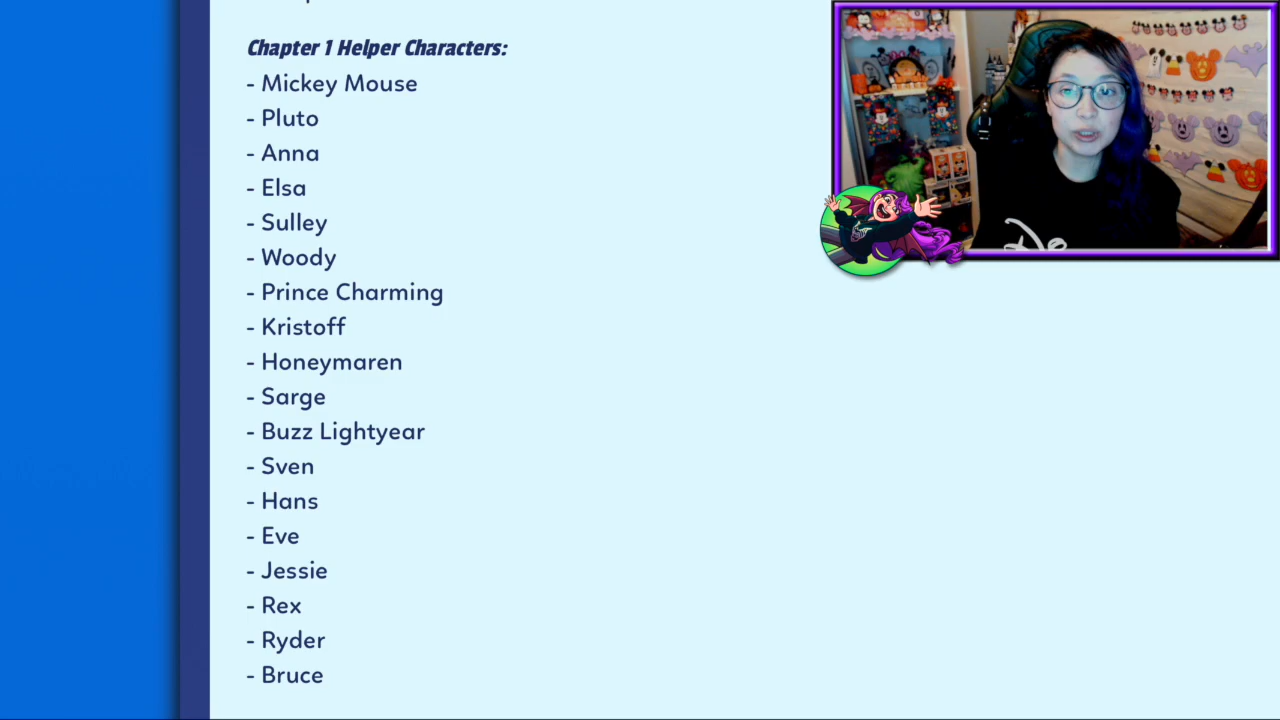 Chapter 1 Helper Characters:
- Mickey Mouse
- Pluto
- Anna
- Elsa
- Sulley
- Woody
- Prince Charming
- Kristoff
- Honeymaren
- Sarge
- Buzz Lightyear
- Sven
- Hans
- Eve
- Jessie
- Rex
- Ryder
- Bruce